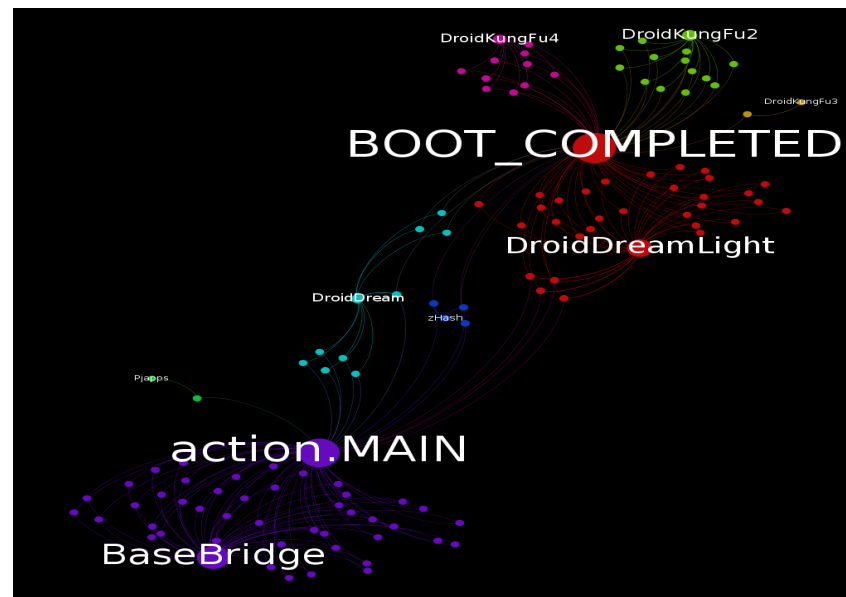 DroidKungFu4
DroidKungFu2
DroidKungFu3
BOOT_COMPLETED
DroidDreamLight
DroidDream
zHash
Pjapps
action.MAIN
BaseBridge